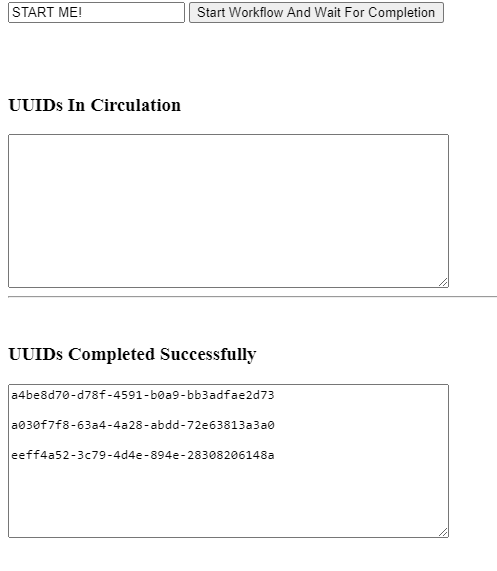 START ME! Start Workflow And Wait For Completion
UUIDs In Circulation
UUIDs Completed Successfully
a4be8d70-d78f-4591-b0a9-bb3adfae2d73
a030f7f8-63a4-4a28-abdd-72e63813a3a0
eeff4a52-3c79-4d4e-894e-28308206148a